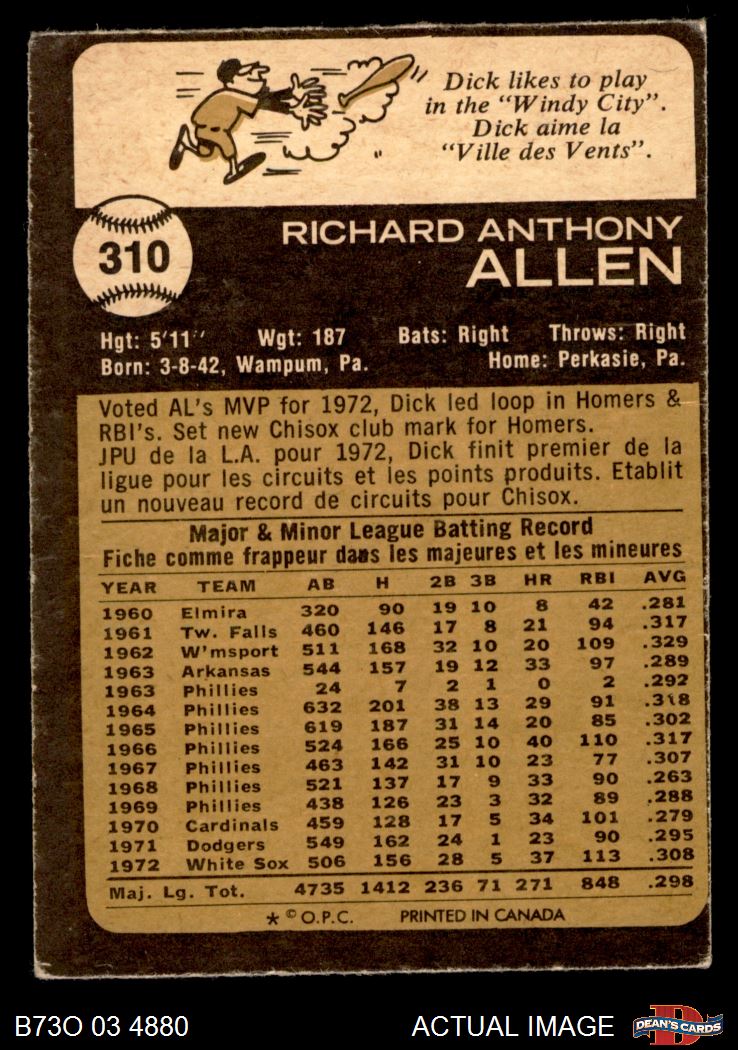 Dick likes to play
in the "Windy City".
Dick aime la
"Ville des Vents".
310
RICHARD ANTHONY
ALLEN
Hgt: 5'11" Wgt: 187 Bats: Right Throws: Right
Born: 3-8-42, Wampum, Pa. Home: Perkasie, Pa.
Voted AL's MVP for 1972, Dick led loop in Homers &
RBI's. Set new Chisox club mark for Homers.
JPU de la L.A. pour 1972, Dick finit premier de la
ligue pour les circuits et les points produits. Etablit
un nouveau record de circuits pour Chisox.
Major & Minor League Batting Record
Fiche comme frappeur dans les majeures et les mineures
YEAR TEAM AB H 2B 3B HR RBI AVG
1960 Elmira 320 90 19 10 8 42 .281
1961 Tw. Falls 460 146 17 8 21 94 .317
1962 W'msport 511 168 32 10 20 109 .329
1963 Arkansas 544 157 19 12 33 97 .289
1963 Phillies 24 7 2 1 0 2 .292
1964 Phillies 632 201 38 13 29 91 .318
1965 Phillies 619 187 31 14 20 85 .302
1966 Phillies 524 166 25 10 40 110 .317
1967 Phillies 463 142 31 10 23 77 .307
1968 Phillies 521 137 17 9 33 90 .263
1969 Phillies 438 126 23 3 32 89 .288
1970 Cardinals 459 128 17 5 34 101 .279
1971 Dodgers 549 162 24 1 23 90 .295
1972 White Sox 506 156 28 5 37 113 .308
Maj. Lg. Tot. 4735 1412 236 71 271 848 .298
* © O.P.C. PRINTED IN CANADA
B73O 03 4880 ACTUAL IMAGE D DEAN'S CARDS